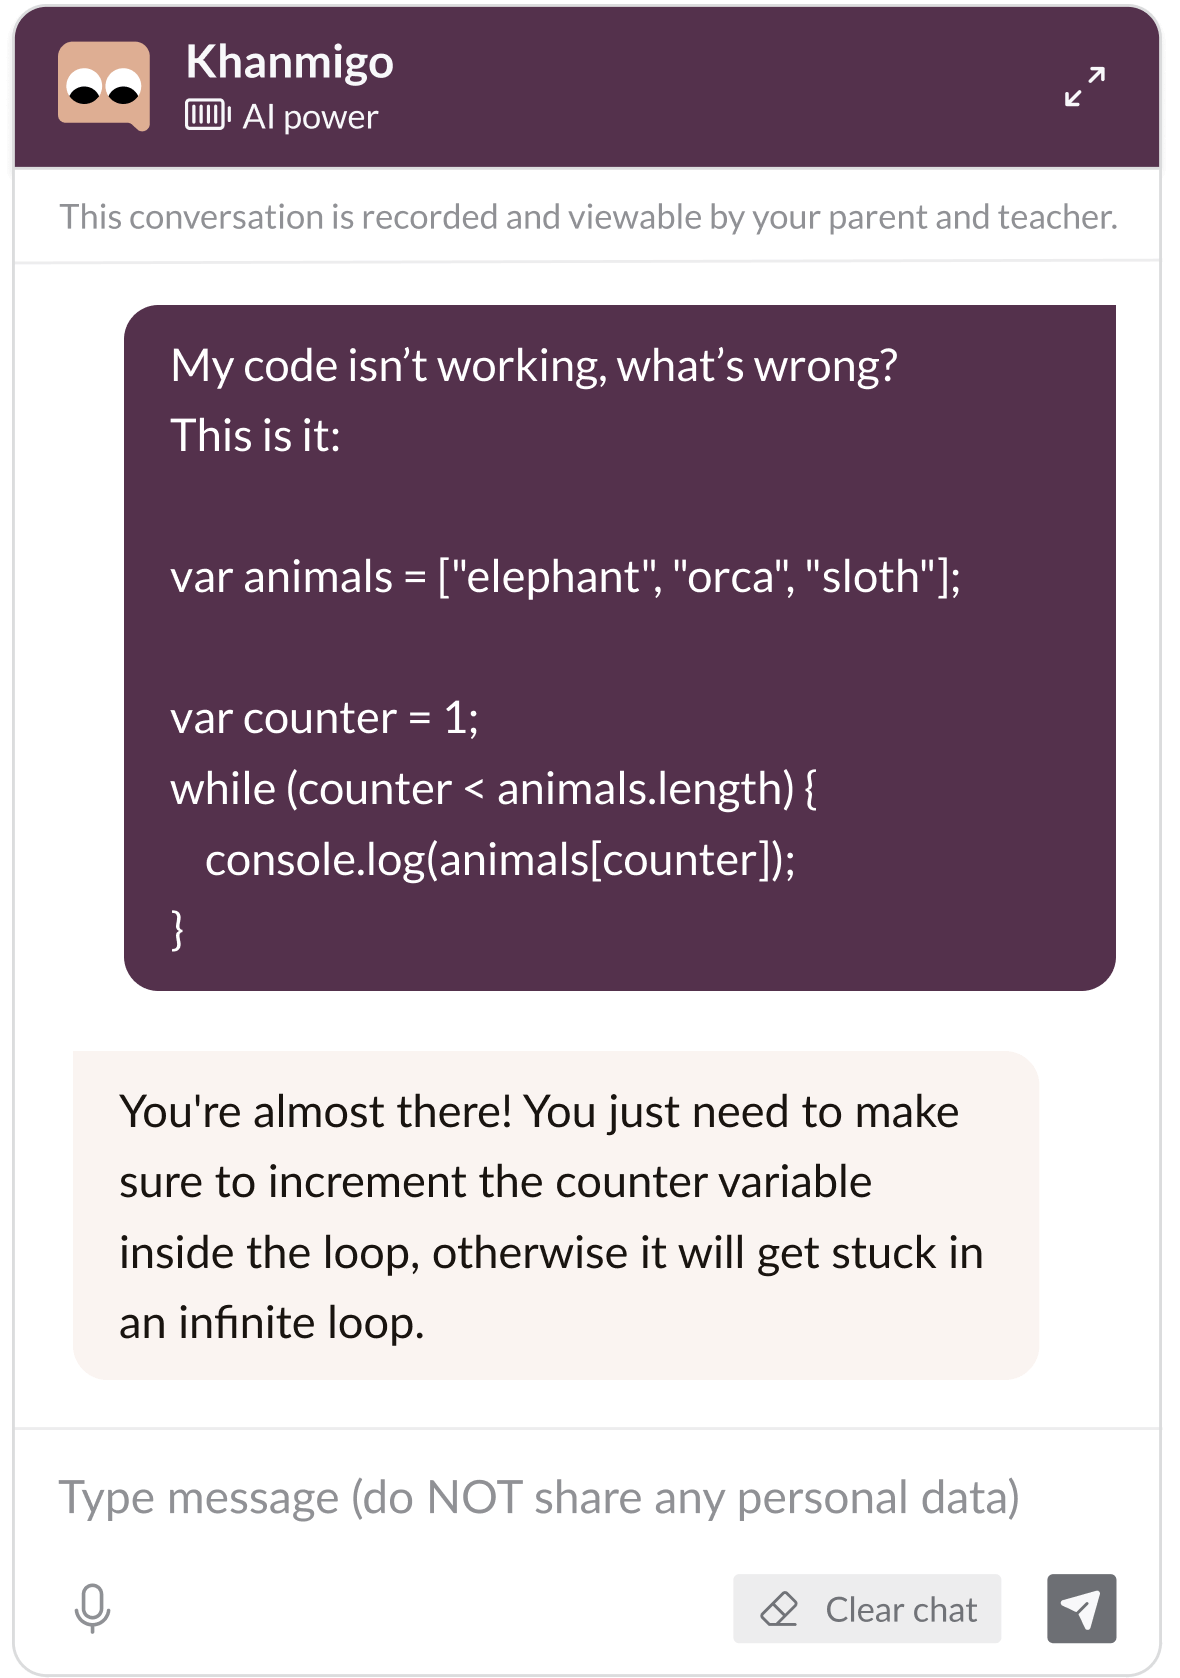 Khanmigo
AI power
This conversation is recorded and viewable by your parent and teacher.
My code isn’t working, what’s wrong?
This is it:
var animals = ["elephant", "orca", "sloth"];
var counter = 1;
while (counter < animals.length) {
console.log(animals[counter]);
}
You're almost there! You just need to make
sure to increment the counter variable
inside the loop, otherwise it will get stuck in
an infinite loop.
Type message (do NOT share any personal data)
Clear chat